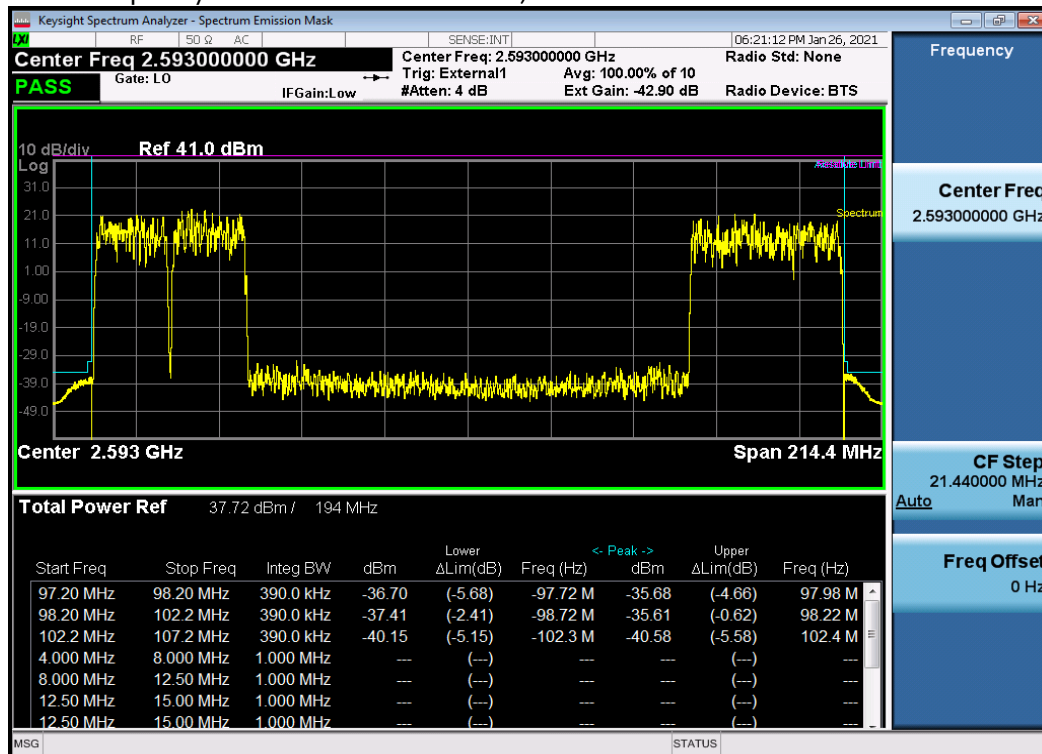 Keysight Spectrum Analyzer - Spectrum Emission Mask
LXI RF 50 Ω AC SENSE:INT 06:21:12 PM Jan 26, 2021
Center Freq 2.593000000 GHz
Center Freq: 2.593000000 GHz Radio Std: None
Gate: LO Trig: External1 Avg: 100.00% of 10
PASS IFGain:Low #Atten: 4 dB Ext Gain: -42.90 dB Radio Device: BTS
10 dB/div Ref 41.0 dBm
Log
31.0
21.0 Spectrum
11.0
1.00
-9.00
-19.0
-29.0
-39.0
-49.0
Center 2.593 GHz Span 214.4 MHz
Total Power Ref 37.72 dBm / 194 MHz
Lower <- Peak -> Upper
Start Freq Stop Freq Integ BW dBm ΔLim(dB) Freq (Hz) dBm ΔLim(dB) Freq (Hz)
97.20 MHz 98.20 MHz 390.0 kHz -36.70 (-5.68) -97.72 M -35.68 (-4.66) 97.98 M
98.20 MHz 102.2 MHz 390.0 kHz -37.41 (-2.41) -98.72 M -35.61 (-0.62) 98.22 M
102.2 MHz 107.2 MHz 390.0 kHz -40.15 (-5.15) -102.3 M -40.58 (-5.58) 102.4 M
4.000 MHz 8.000 MHz 1.000 MHz --- (---) --- --- (---) ---
8.000 MHz 12.50 MHz 1.000 MHz --- (---) --- --- (---) ---
12.50 MHz 15.00 MHz 1.000 MHz --- (---) --- --- (---) ---
12.50 MHz 15.00 MHz 1.000 MHz --- (---) --- --- (---) ---
MSG STATUS
Frequency
Center Freq
2.593000000 GHz
CF Step
21.440000 MHz
Auto Man
Freq Offset
0 Hz